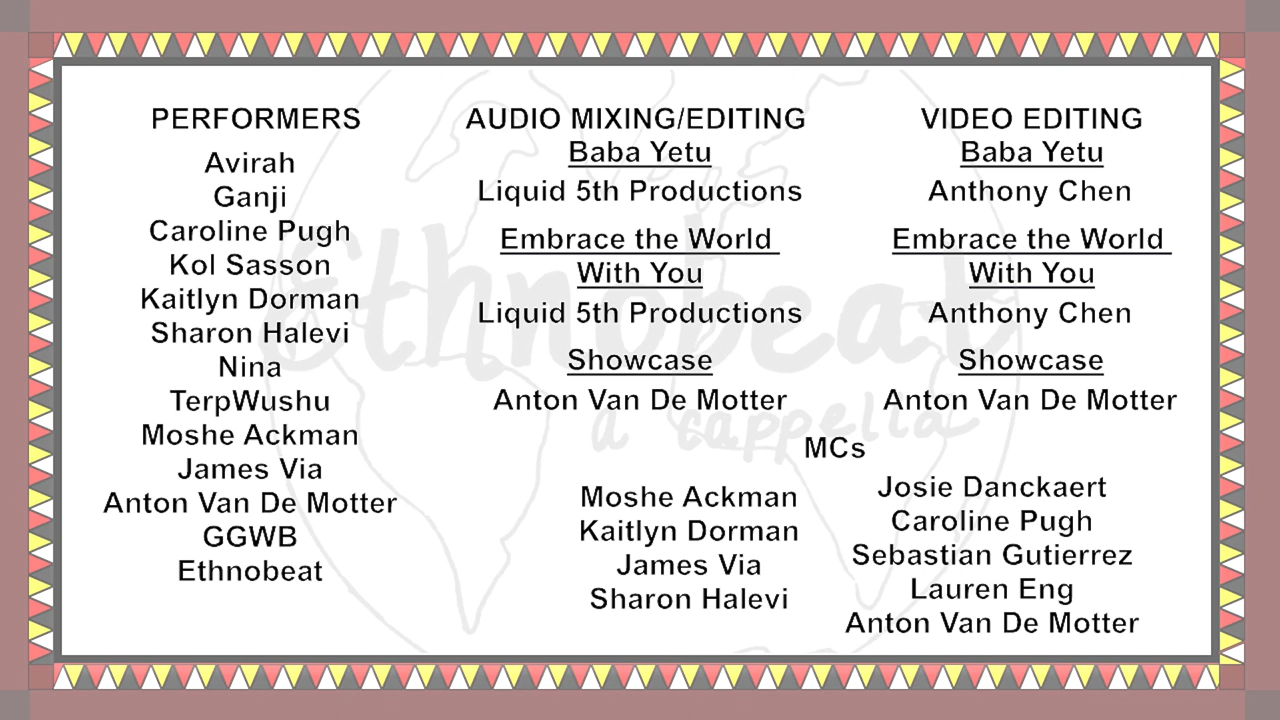 PERFORMERS
Avirah
Ganji
Caroline Pugh
Kol Sasson
Kaitlyn Dorman
Sharon Halevi
Nina
TerpWushu
Moshe Ackman
James Via
Anton Van De Motter
GGWB
Ethnobeat
AUDIO MIXING/EDITING
Baba Yetu
Liquid 5th Productions
Embrace the World
With You
Liquid 5th Productions
Showcase
Anton Van De Motter
VIDEO EDITING
Baba Yetu
Anthony Chen
Embrace the World
With You
Anthony Chen
Showcase
Anton Van De Motter
MCs
Moshe Ackman
Kaitlyn Dorman
James Via
Sharon Halevi
Josie Danckaert
Caroline Pugh
Sebastian Gutierrez
Lauren Eng
Anton Van De Motter
Ethnobeat
a cappella